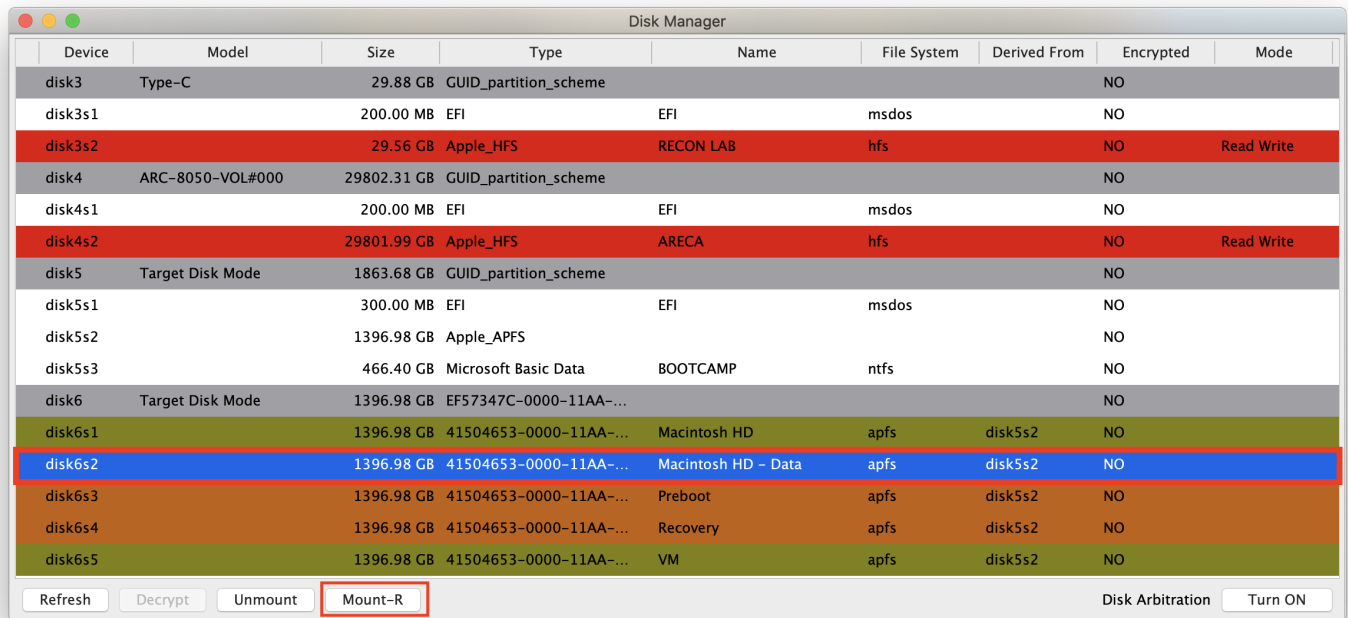 Disk Manager
Device Model Size Type Name File System Derived From Encrypted Mode
disk3 Type-C 29.88 GB GUID_partition_scheme NO
disk3s1 200.00 MB EFI EFI msdos NO
disk3s2 29.56 GB Apple_HFS RECON LAB hfs NO Read Write
disk4 ARC-8050-VOL#000 29802.31 GB GUID_partition_scheme NO
disk4s1 200.00 MB EFI EFI msdos NO
disk4s2 29801.99 GB Apple_HFS ARECA hfs NO Read Write
disk5 Target Disk Mode 1863.68 GB GUID_partition_scheme NO
disk5s1 300.00 MB EFI EFI msdos NO
disk5s2 1396.98 GB Apple_APFS NO
disk5s3 466.40 GB Microsoft Basic Data BOOTCAMP ntfs NO
disk6 Target Disk Mode 1396.98 GB EF57347C-0000-11AA-... NO
disk6s1 1396.98 GB 41504653-0000-11AA-... Macintosh HD apfs disk5s2 NO
disk6s2 1396.98 GB 41504653-0000-11AA-... Macintosh HD - Data apfs disk5s2 NO
disk6s3 1396.98 GB 41504653-0000-11AA-... Preboot apfs disk5s2 NO
disk6s4 1396.98 GB 41504653-0000-11AA-... Recovery apfs disk5s2 NO
disk6s5 1396.98 GB 41504653-0000-11AA-... VM apfs disk5s2 NO
Refresh Decrypt Unmount Mount-R Disk Arbitration Turn ON